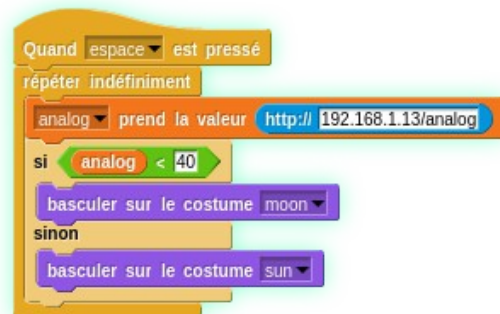 Quand espace est pressé
répéter indéfiniment
analog prend la valeur http:// 192.168.1.13/analog
si analog < 40
basculer sur le costume moon
sinon
basculer sur le costume sun